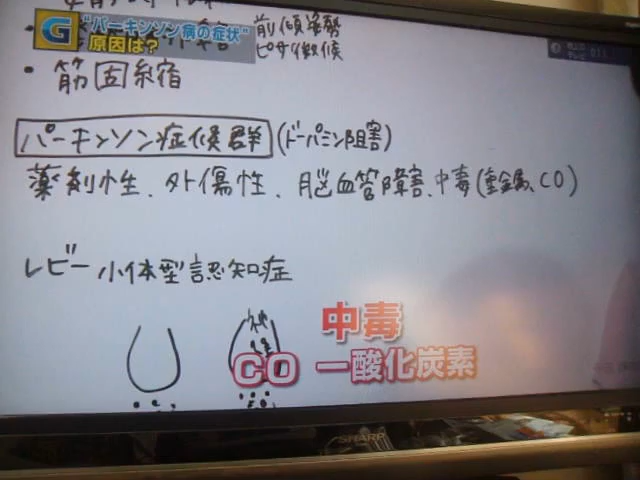 G "パーキンソン病の症状"
原因は?
前傾姿勢
ピサ徴候
・筋固縮
パーキンソン症候群 (ドーパミン阻害)
薬剤性、外傷性、脳血管障害、中毒(重金属、CO)
レビー小体型認知症
中毒
CO 一酸化炭素
SHARP